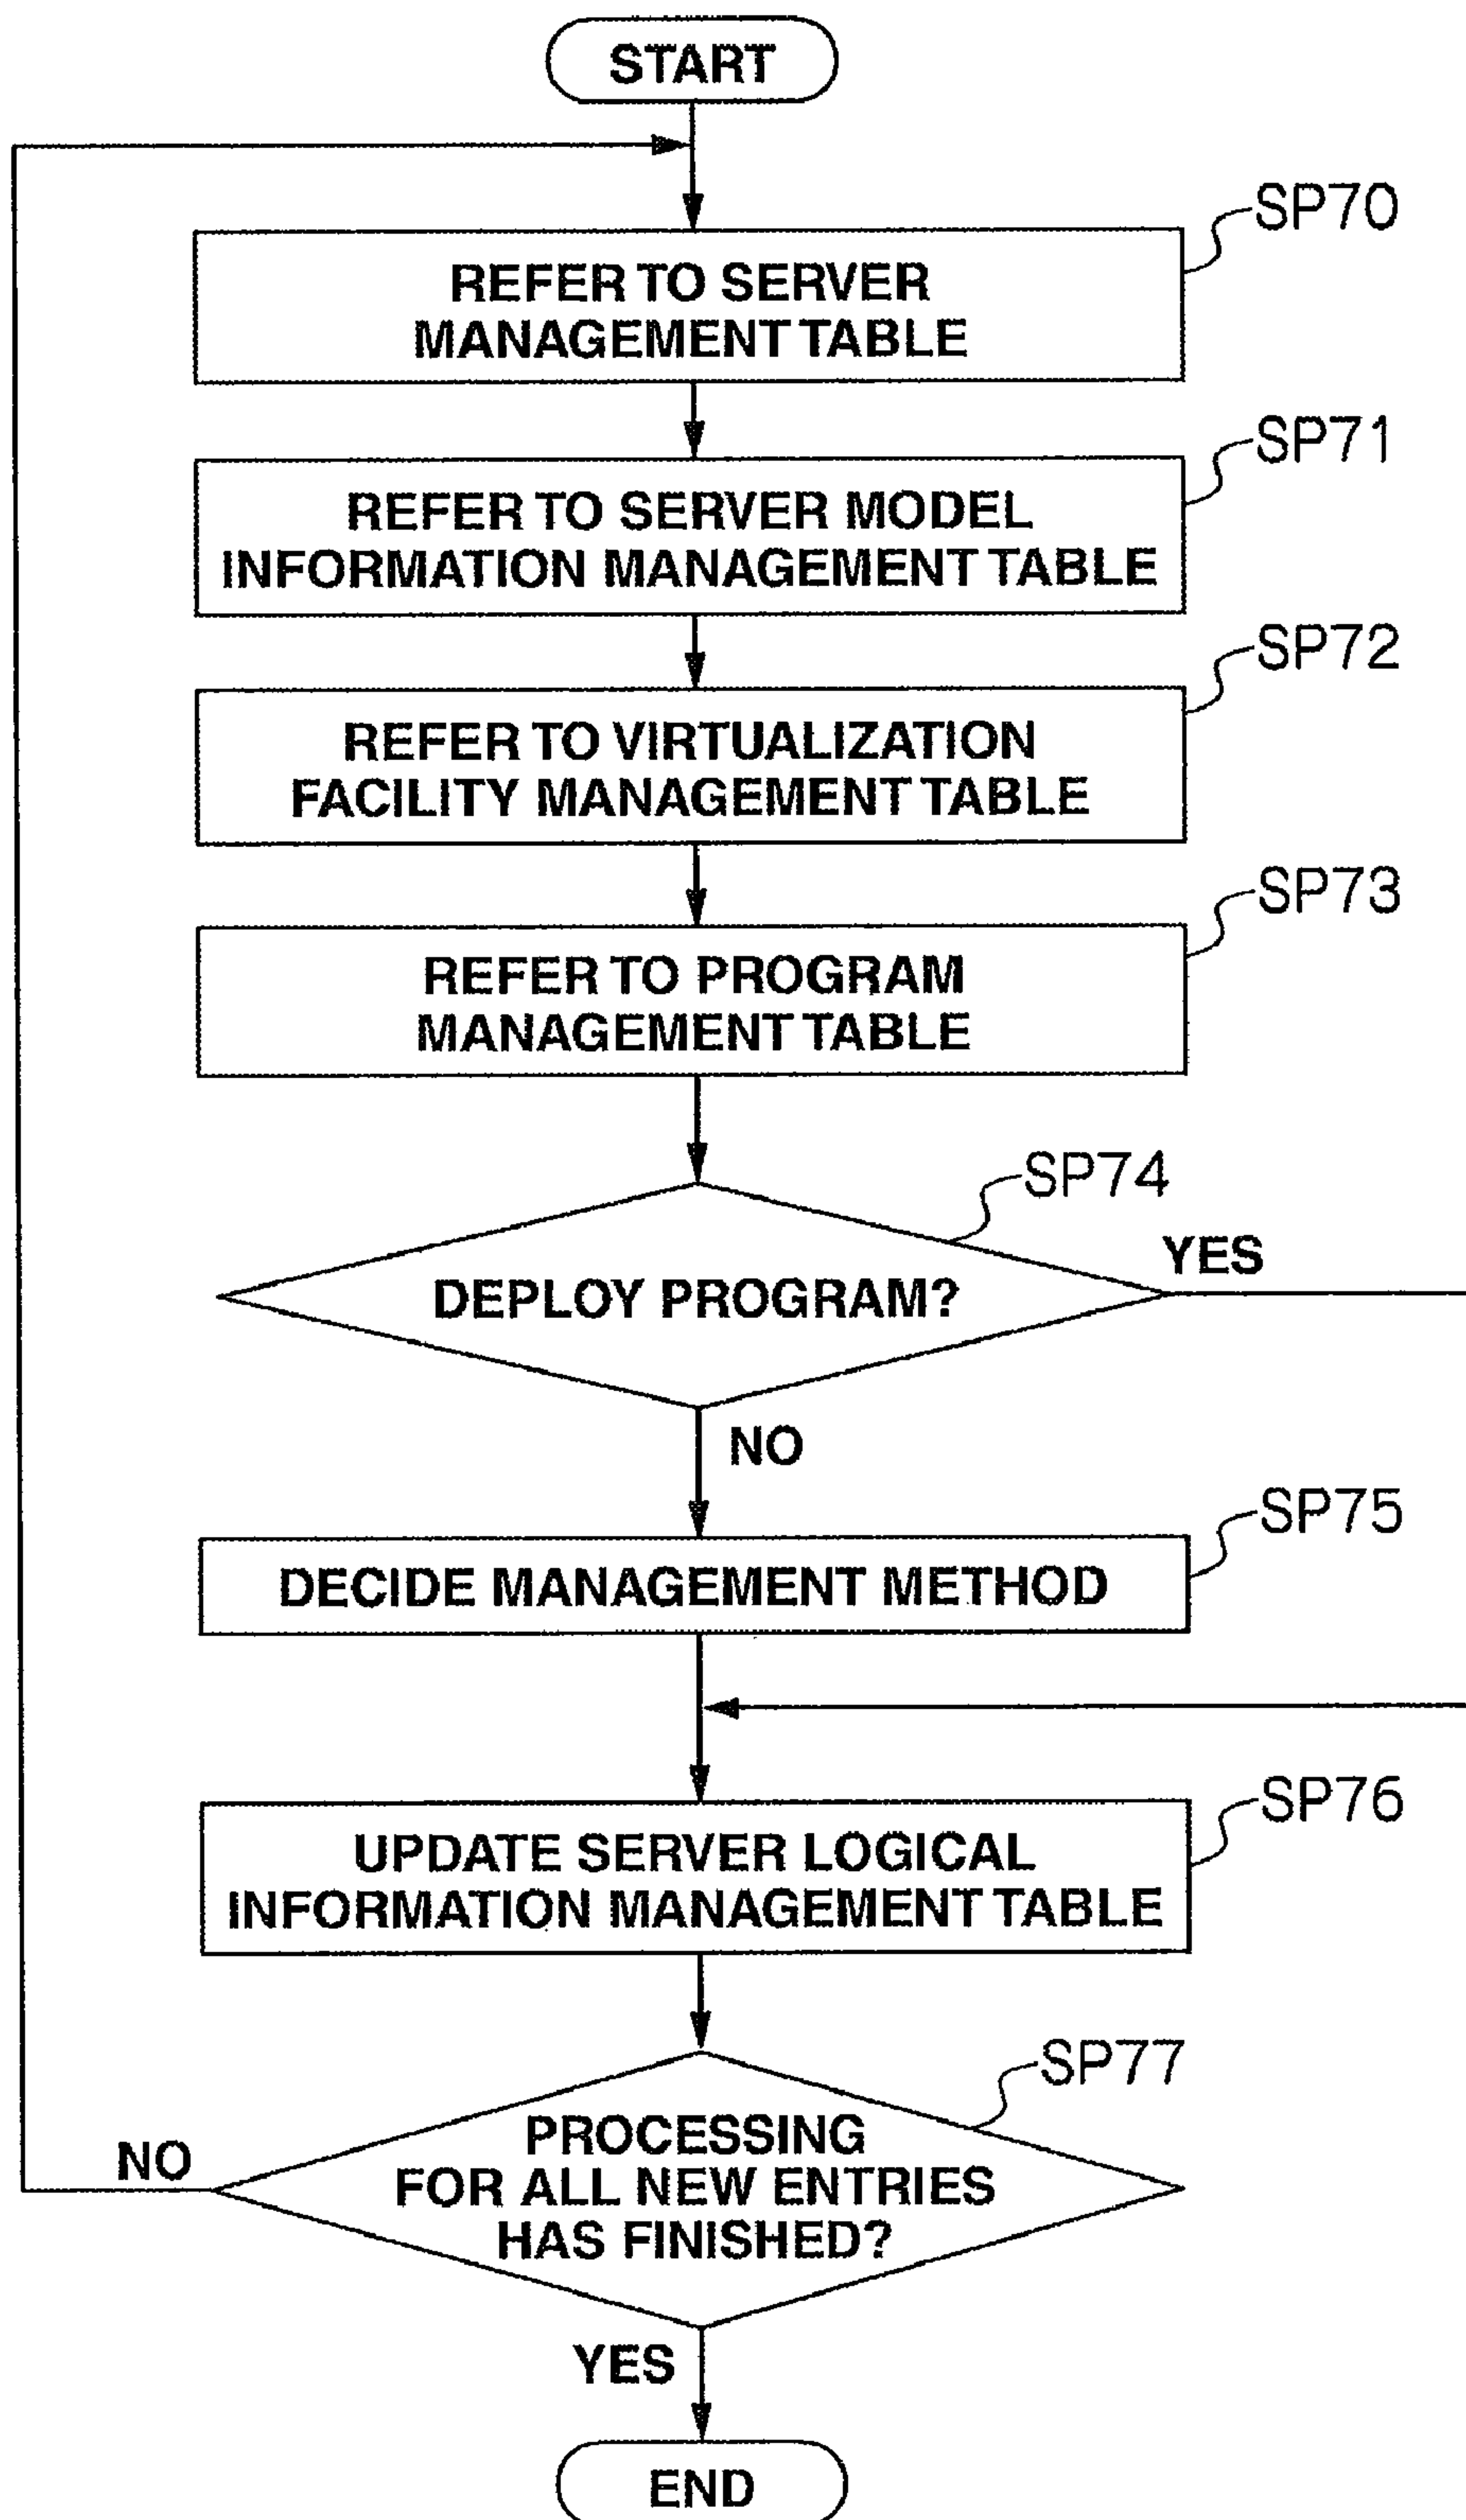 START
SP70
REFER TO SERVER
MANAGEMENT TABLE
SP71
REFER TO SERVER MODEL
INFORMATION MANAGEMENT TABLE
SP72
REFER TO VIRTUALIZATION
FACILITY MANAGEMENT TABLE
SP73
REFER TO PROGRAM
MANAGEMENT TABLE
SP74
YES
DEPLOY PROGRAM?
NO
SP75
DECIDE MANAGEMENT METHOD
SP76
UPDATE SERVER LOGICAL
INFORMATION MANAGEMENT TABLE
SP77
NO
PROCESSING
FOR ALL NEW ENTRIES
HAS FINISHED?
YES
END